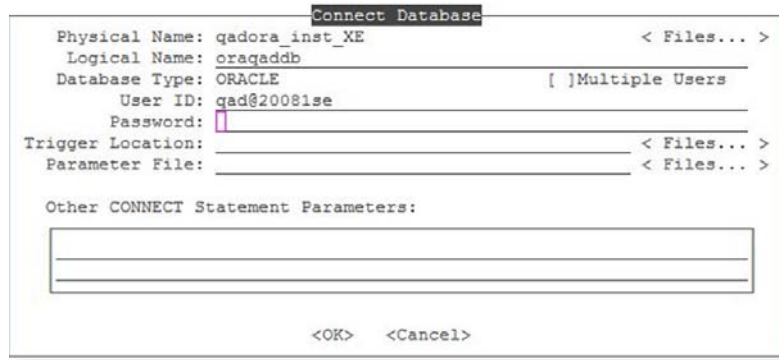 Connect Database
Physical Name: qadora_inst_XE < Files... >
Logical Name: oraqaddb
Database Type: ORACLE [ ]Multiple Users
User ID: qad@20081se
Password:
Trigger Location: < Files... >
Parameter File: < Files... >
Other CONNECT Statement Parameters:
<OK> <Cancel>